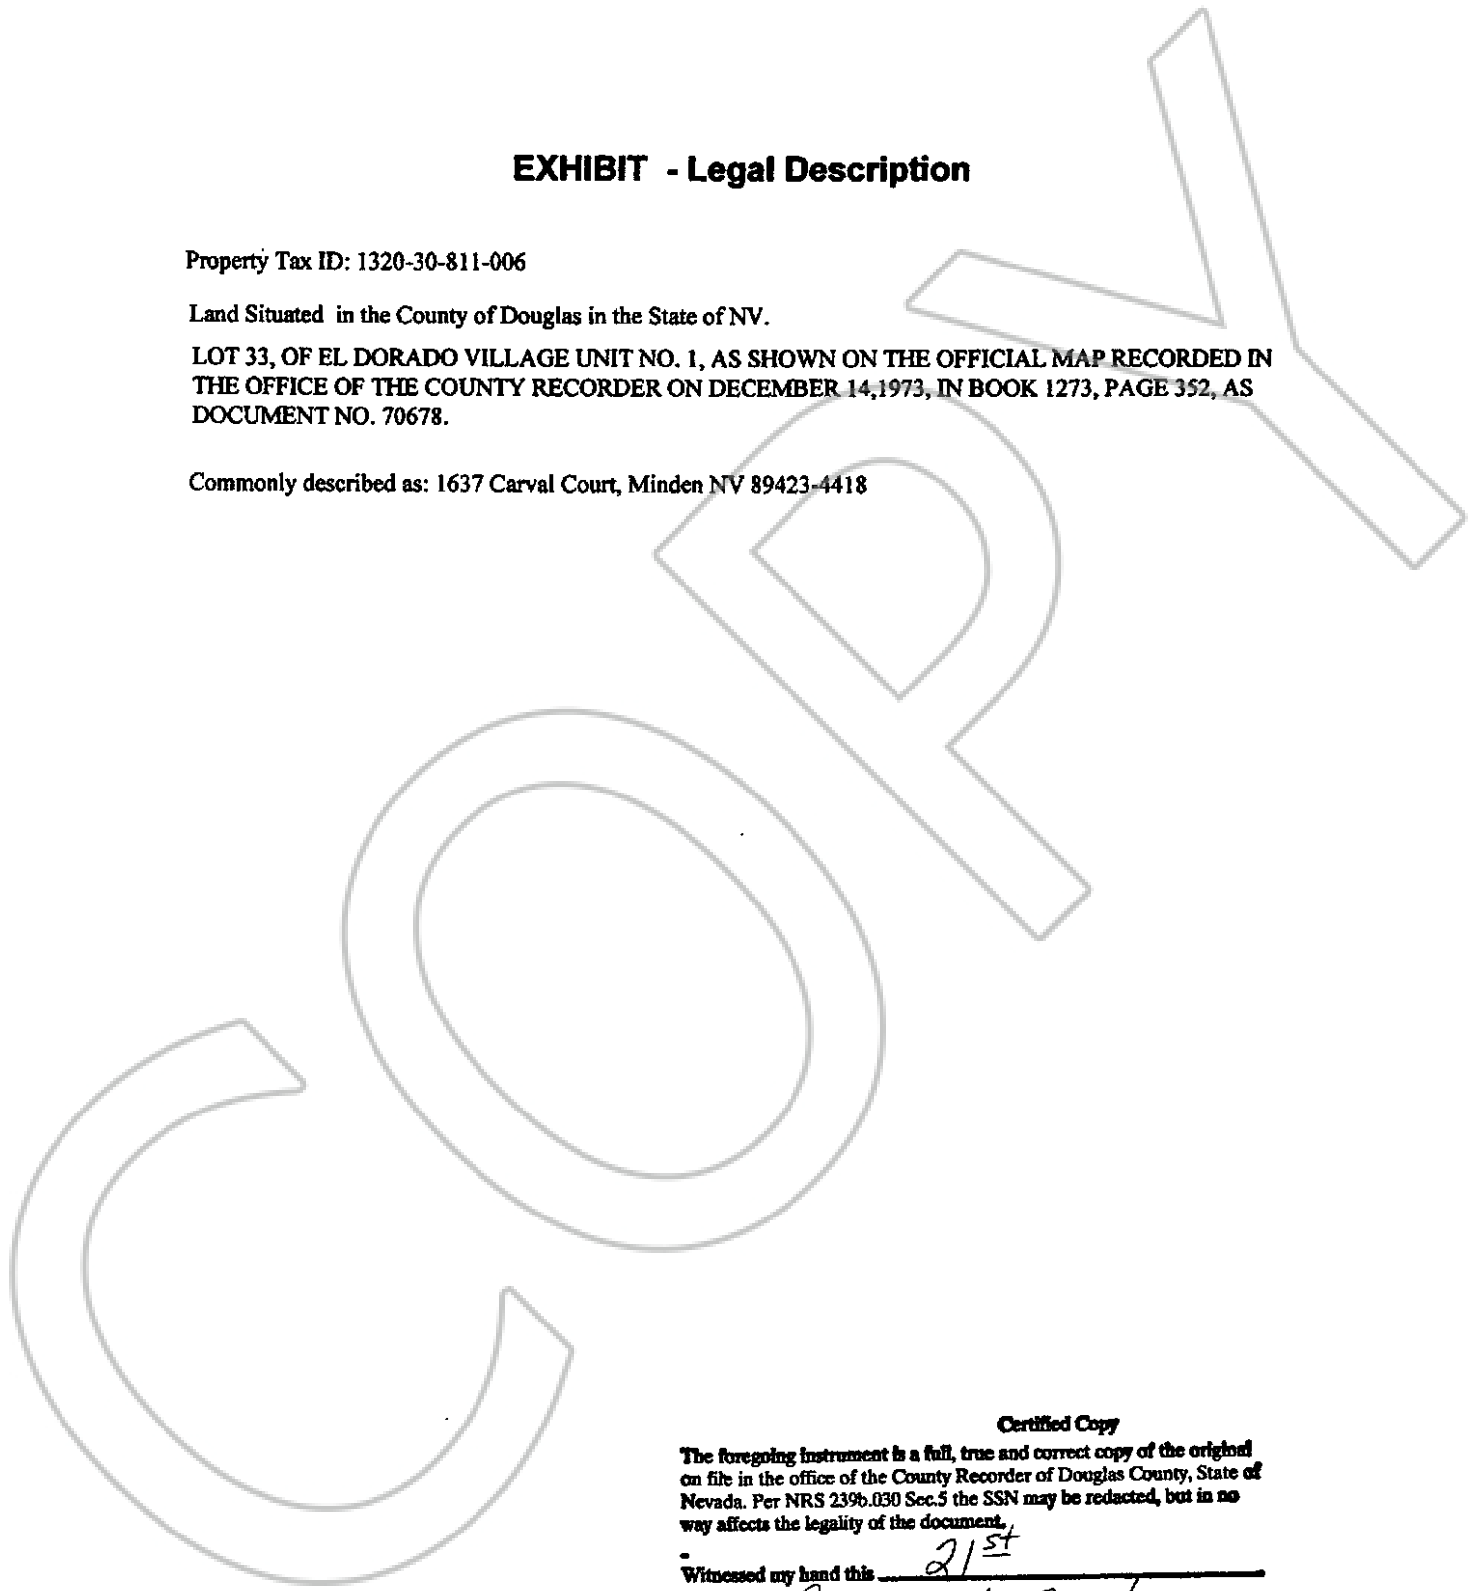 EXHIBIT - Legal Description
Property Tax ID: 1320-30-811-006
Land Situated in the County of Douglas in the State of NV.
LOT 33, OF EL DORADO VILLAGE UNIT NO. 1, AS SHOWN ON THE OFFICIAL MAP RECORDED IN
THE OFFICE OF THE COUNTY RECORDER ON DECEMBER 14,1973, IN BOOK 1273, PAGE 352, AS
DOCUMENT NO. 70678.
Commonly described as: 1637 Carval Court, Minden NV 89423-4418
COPY
Certified Copy
The foregoing instrument is a full, true and correct copy of the original
on file in the office of the County Recorder of Douglas County, State of
Nevada. Per NRS 239b.030 Sec.5 the SSN may be redacted, but in no
way affects the legality of the document.
Witnessed my hand this 21st